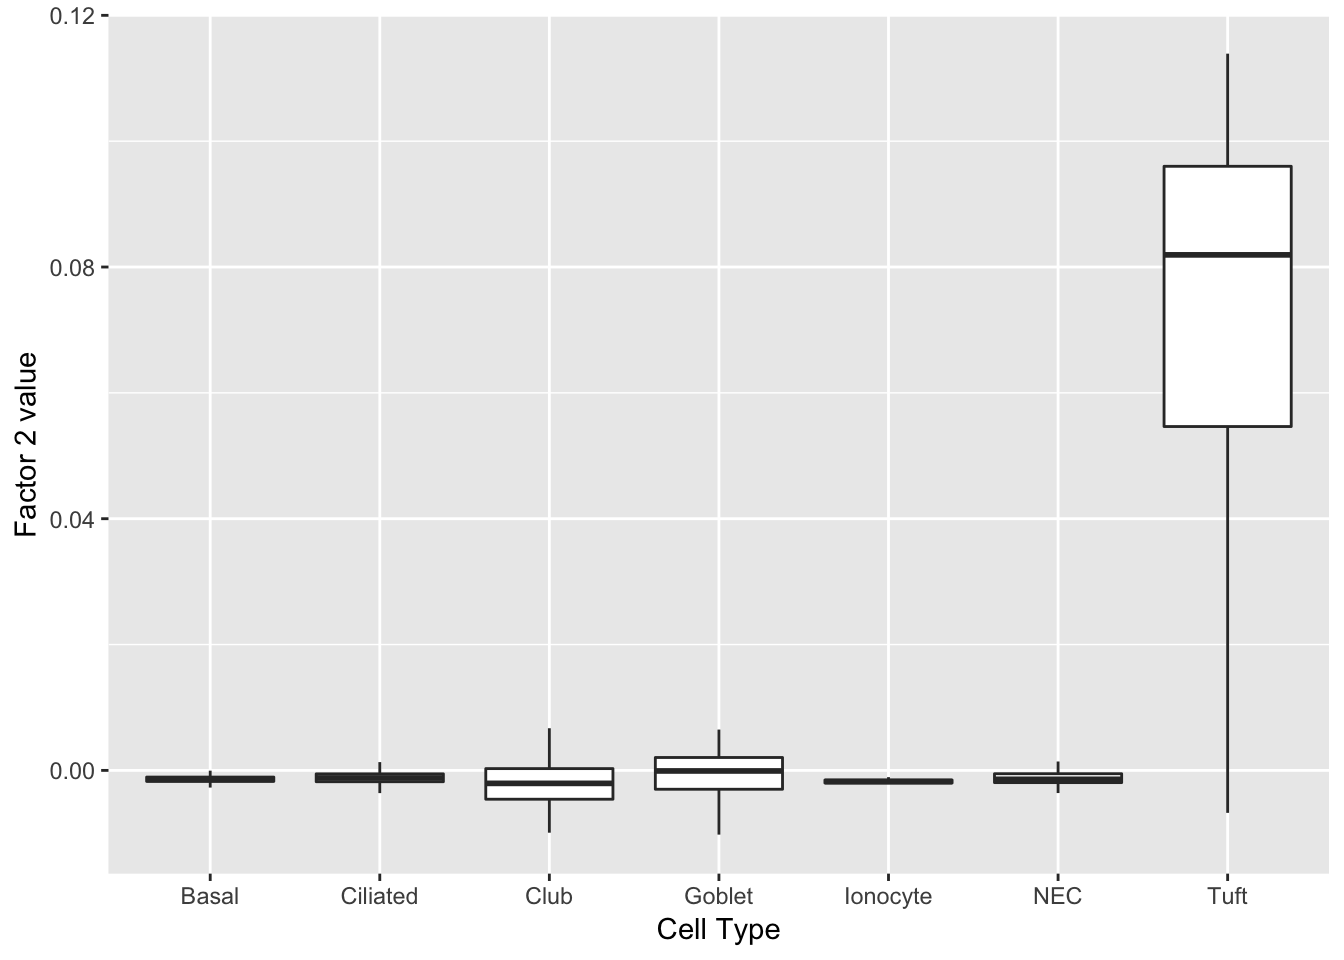 0.12
0.08
0.04
0.00
Factor 2 value
Basal Ciliated Club Goblet Ionocyte NEC Tuft
Cell Type